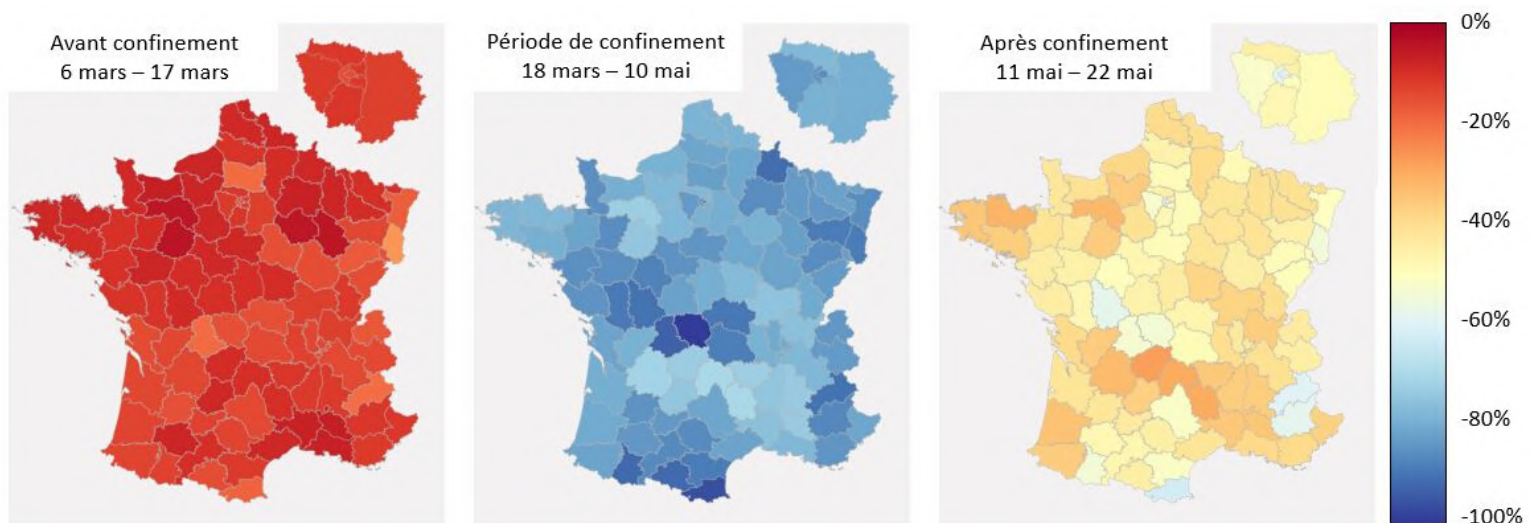 Avant confinement
6 mars – 17 mars
Période de confinement
18 mars – 10 mai
Après confinement
11 mai – 22 mai
0%
-20%
-40%
-60%
-80%
-100%